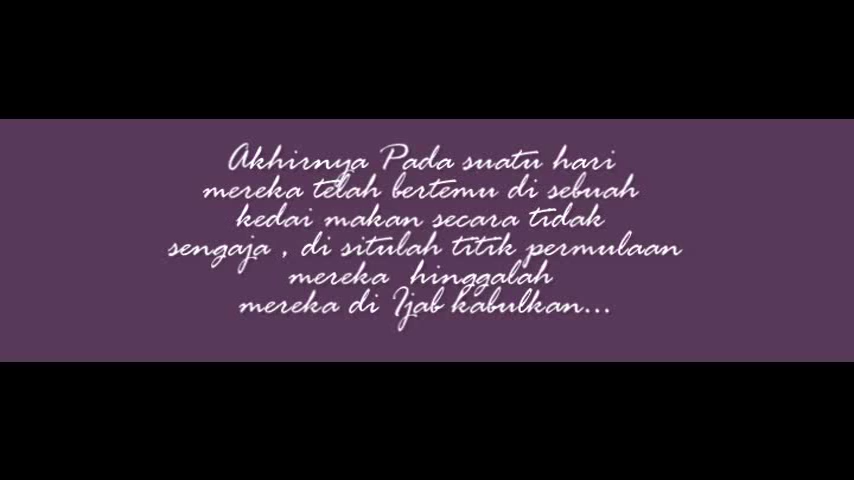 Akhirnya Pada suatu hari
mereka telah bertemu di sebuah
kedai makan secara tidak
sengaja , di situlah titik permulaan
mereka hinggalah
mereka di Ijab kabulkan...